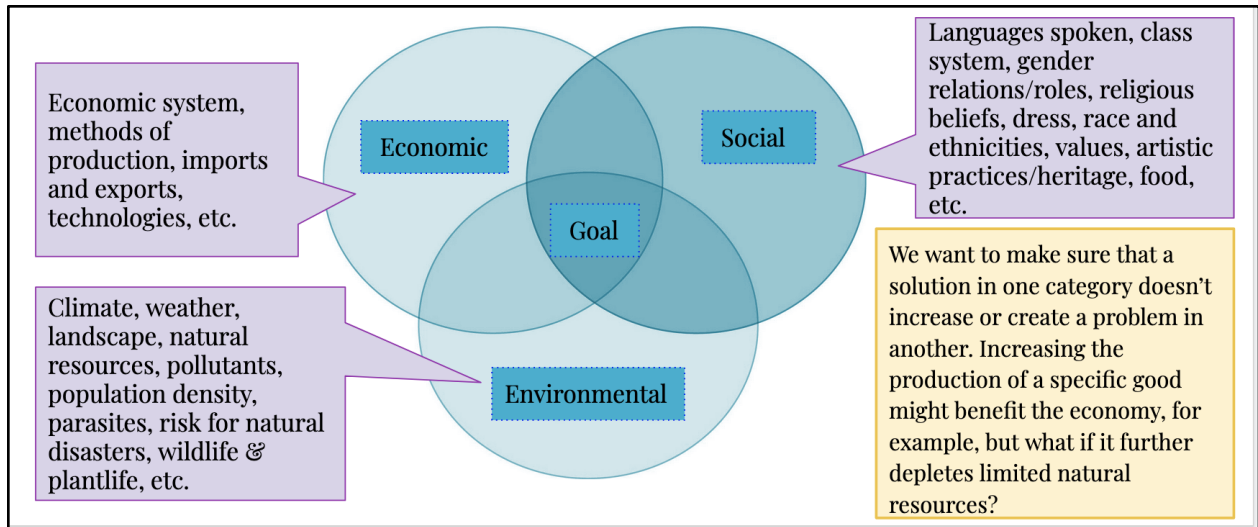 Economic system,
methods of
production, imports
and exports,
technologies, etc.
Economic
Social
Goal
Environmental
Languages spoken, class
system, gender
relations/roles, religious
beliefs, dress, race and
ethnicities, values, artistic
practices/heritage, food,
etc.
Climate, weather,
landscape, natural
resources, pollutants,
population density,
parasites, risk for natural
disasters, wildlife &
plantlife, etc.
We want to make sure that a
solution in one category doesn’t
increase or create a problem in
another. Increasing the
production of a specific good
might benefit the economy, for
example, but what if it further
depletes limited natural
resources?